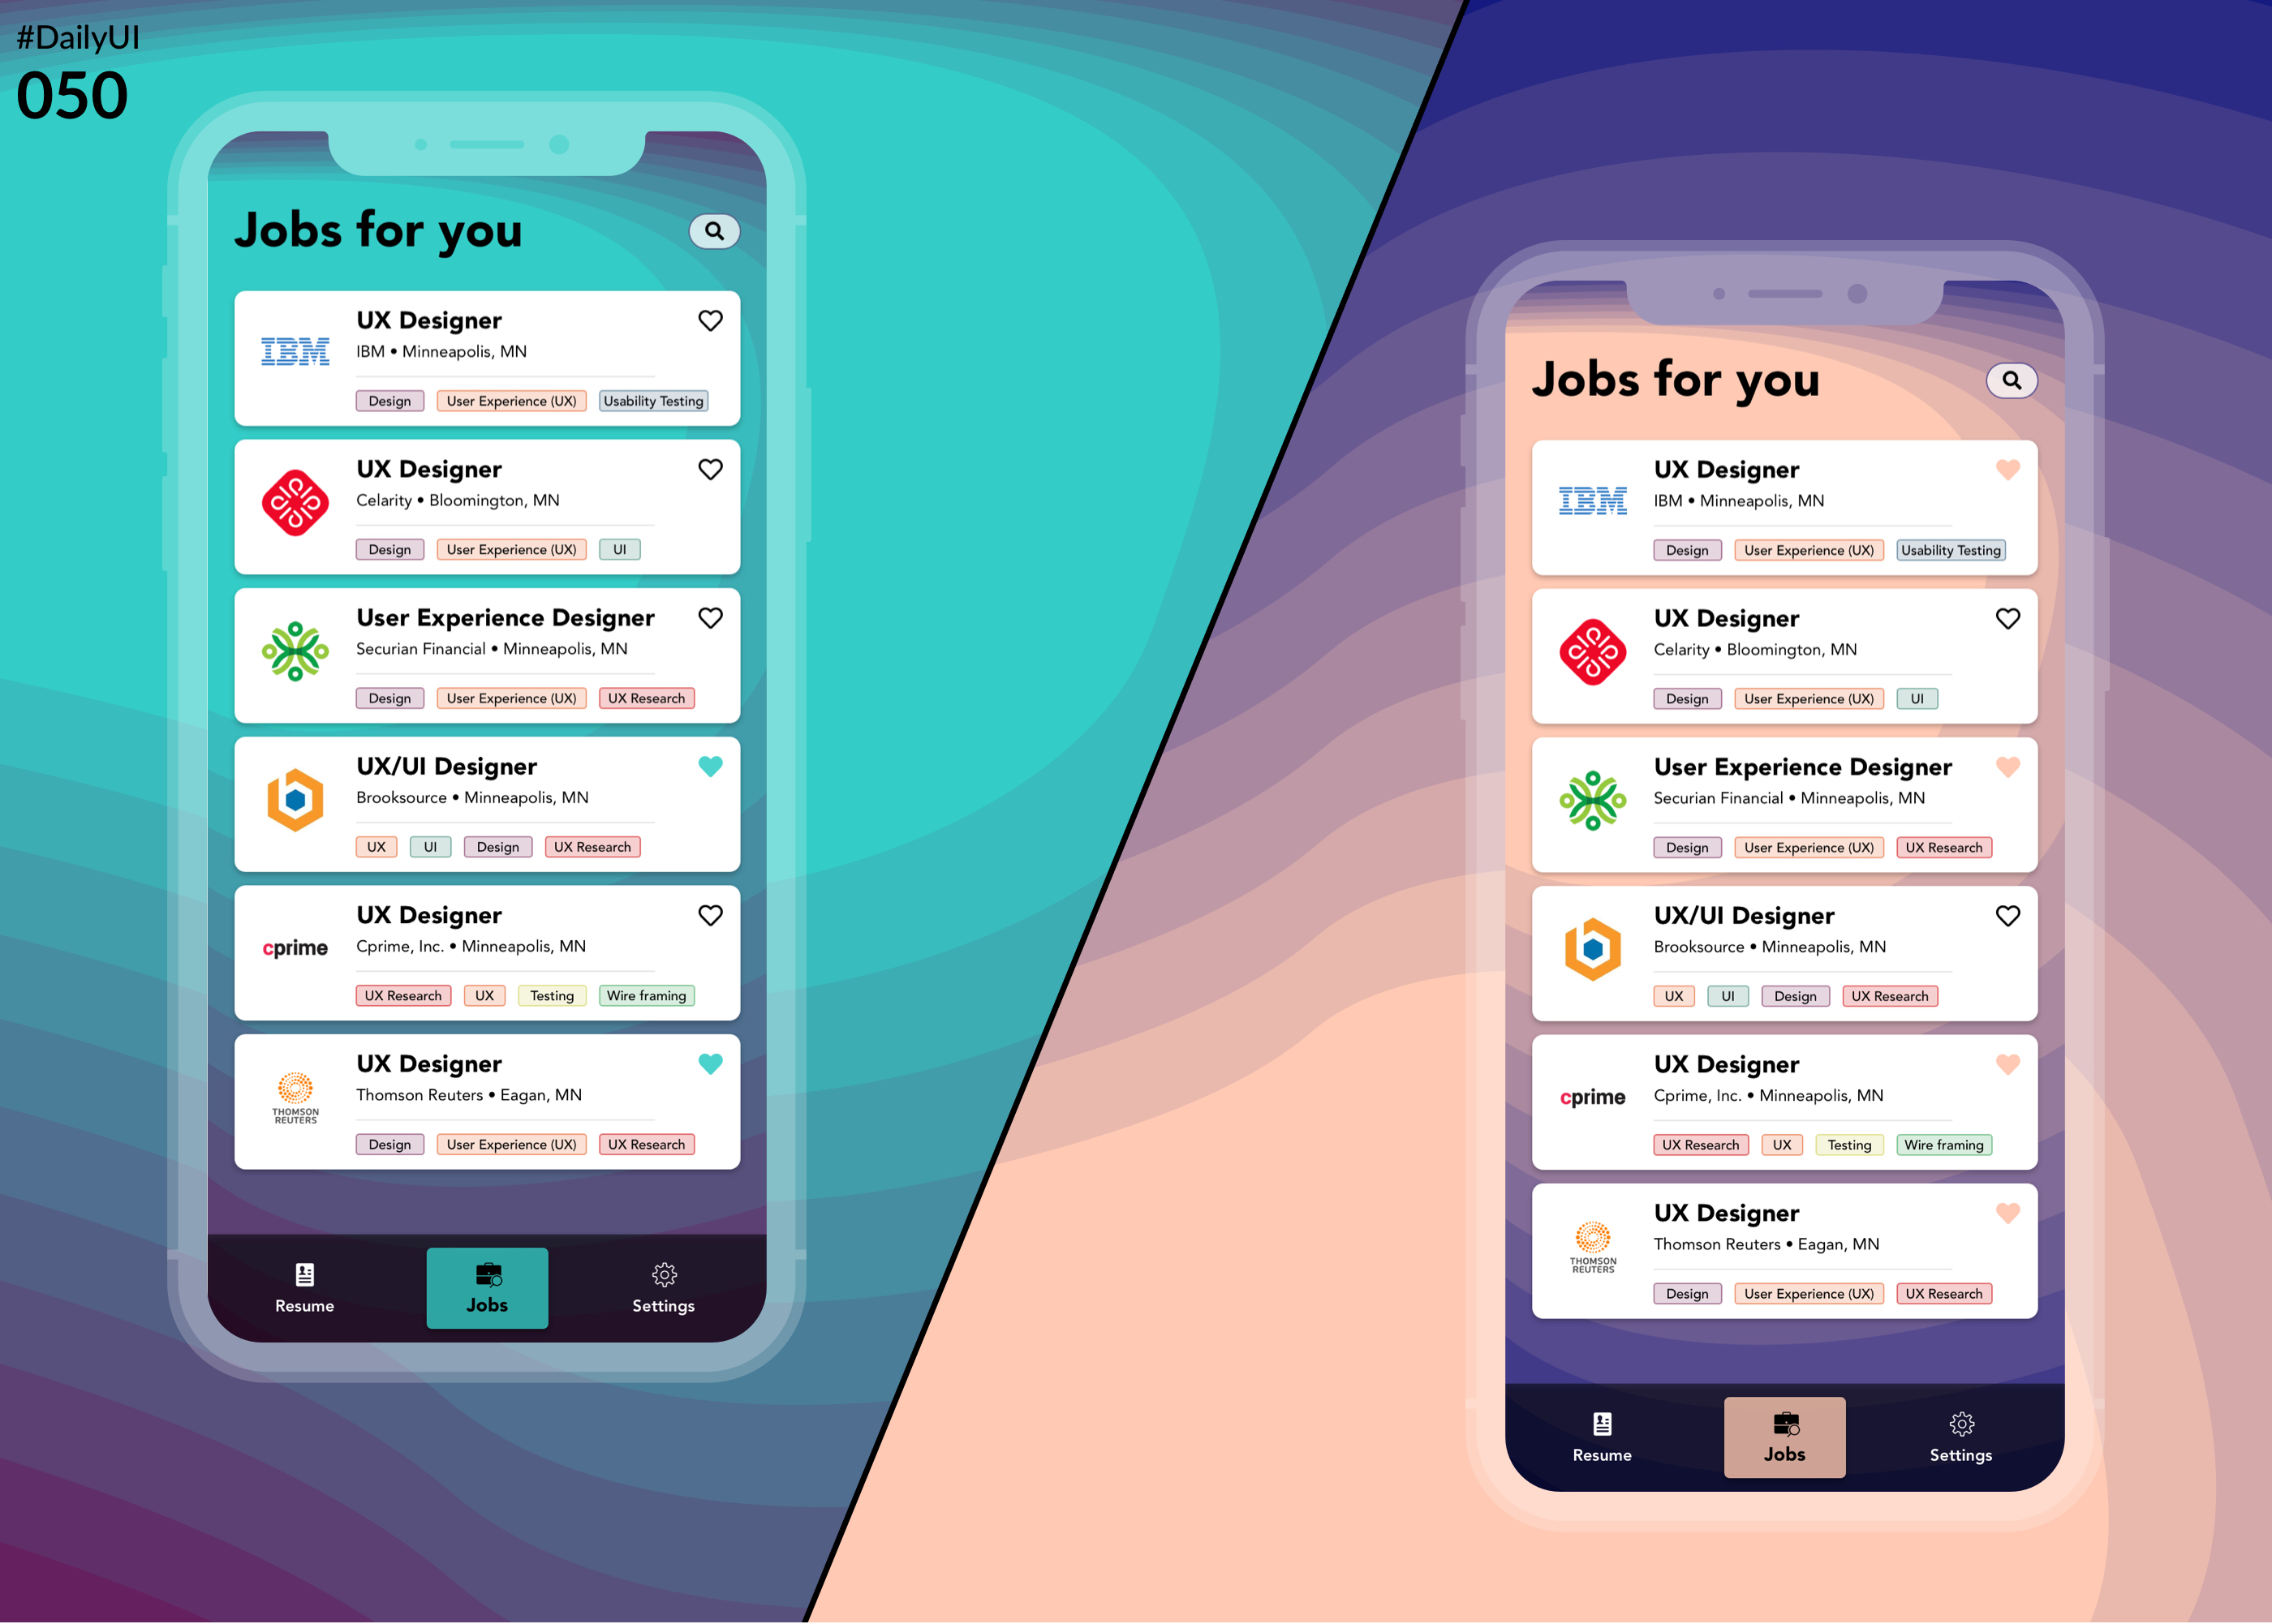 #DailyUI
050
Jobs for you
IBM
UX Designer
IBM • Minneapolis, MN
Design User Experience (UX) Usability Testing
UX Designer
Celarity • Bloomington, MN
Design User Experience (UX) UI
User Experience Designer
Securian Financial • Minneapolis, MN
Design User Experience (UX) UX Research
UX/UI Designer
Brooksource • Minneapolis, MN
UX UI Design UX Research
cprime
UX Designer
Cprime, Inc. • Minneapolis, MN
UX Research UX Testing Wire framing
THOMSON
REUTERS
UX Designer
Thomson Reuters • Eagan, MN
Design User Experience (UX) UX Research
Resume Jobs Settings
Jobs for you
IBM
UX Designer
IBM • Minneapolis, MN
Design User Experience (UX) Usability Testing
UX Designer
Celarity • Bloomington, MN
Design User Experience (UX) UI
User Experience Designer
Securian Financial • Minneapolis, MN
Design User Experience (UX) UX Research
UX/UI Designer
Brooksource • Minneapolis, MN
UX UI Design UX Research
cprime
UX Designer
Cprime, Inc. • Minneapolis, MN
UX Research UX Testing Wire framing
THOMSON
REUTERS
UX Designer
Thomson Reuters • Eagan, MN
Design User Experience (UX) UX Research
Resume Jobs Settings